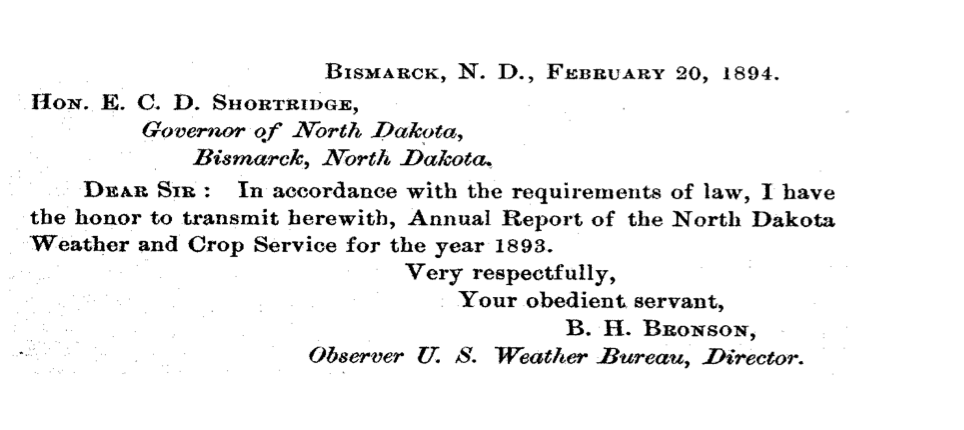 BISMARCK, N. D., FEBRUARY 20, 1894.
HON. E. C. D. SHORTRIDGE,
Governor of North Dakota,
Bismarck, North Dakota.
DEAR SIR : In accordance with the requirements of law, I have
the honor to transmit herewith, Annual Report of the North Dakota
Weather and Crop Service for the year 1893.
Very respectfully,
Your obedient servant,
B. H. BRONSON,
Observer U. S. Weather Bureau, Director.